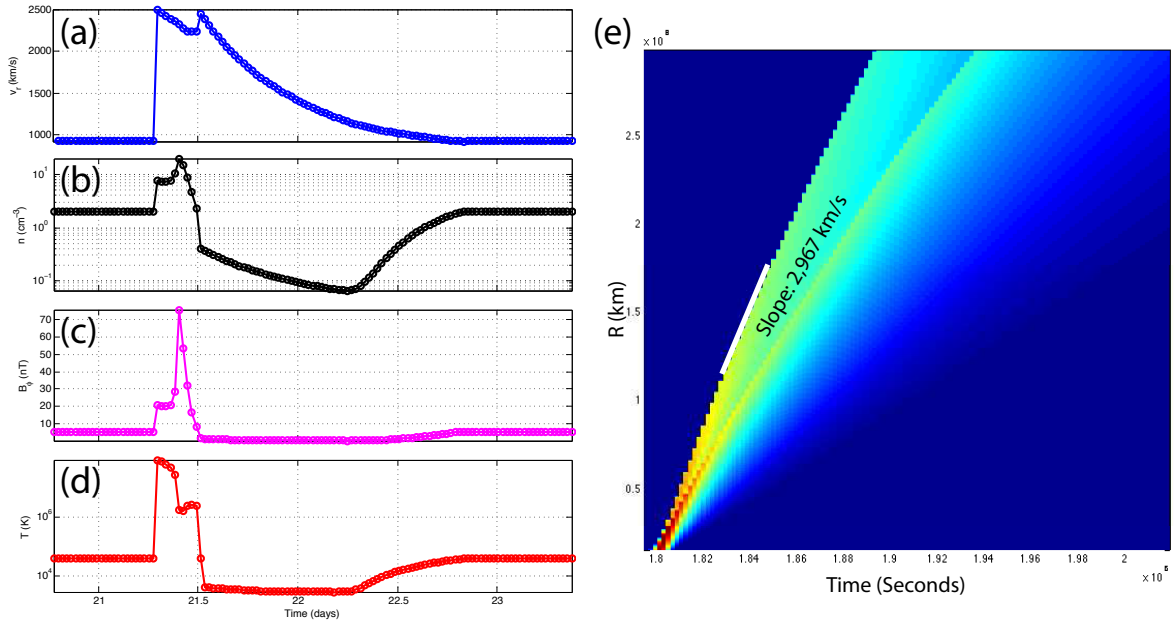 (a)
2500
2000
1500
1000
v_r (km/s)
(b)
10^1
10^0
10^-1
n (cm^-3)
(c)
70
60
50
40
30
20
10
B_φ (nT)
(d)
10^6
10^4
T (K)
21
21.5
22
22.5
23
Time (days)
(e)
x 10^8
2.5
2
1.5
1
0.5
R (km)
Slope: 2,967 km/s
1.8
1.82
1.84
1.86
1.88
1.9
1.92
1.94
1.96
1.98
2
2.02
x 10^6
Time (Seconds)